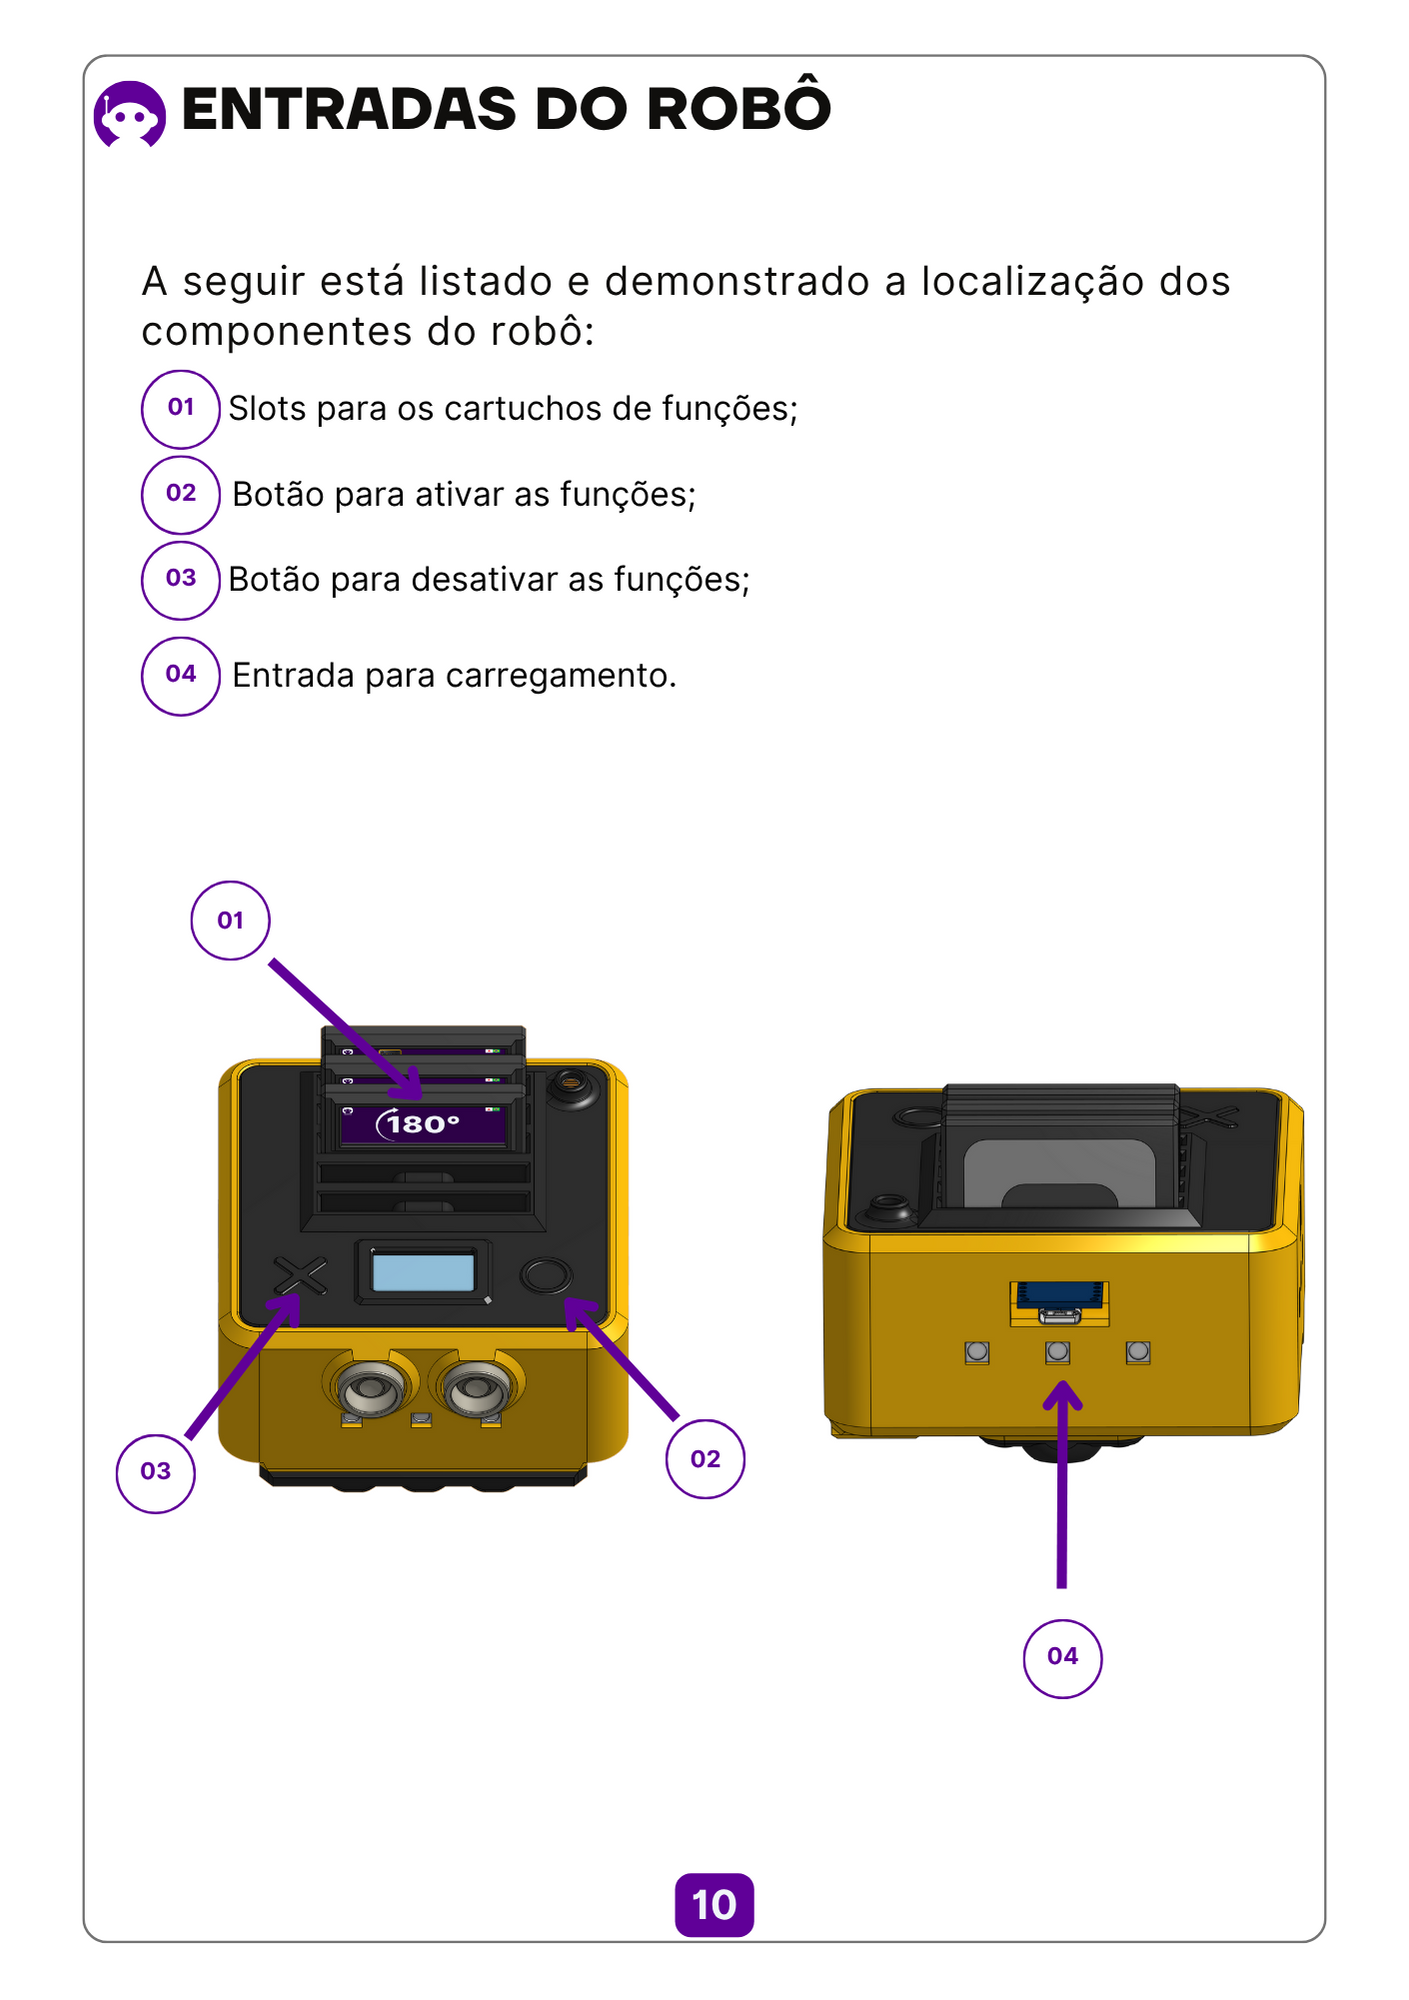 ENTRADAS DO ROBÔ
A seguir está listado e demonstrado a localização dos
componentes do robô:
01 Slots para os cartuchos de funções;
02 Botão para ativar as funções;
03 Botão para desativar as funções;
04 Entrada para carregamento.
01
180°
03
02
04
10